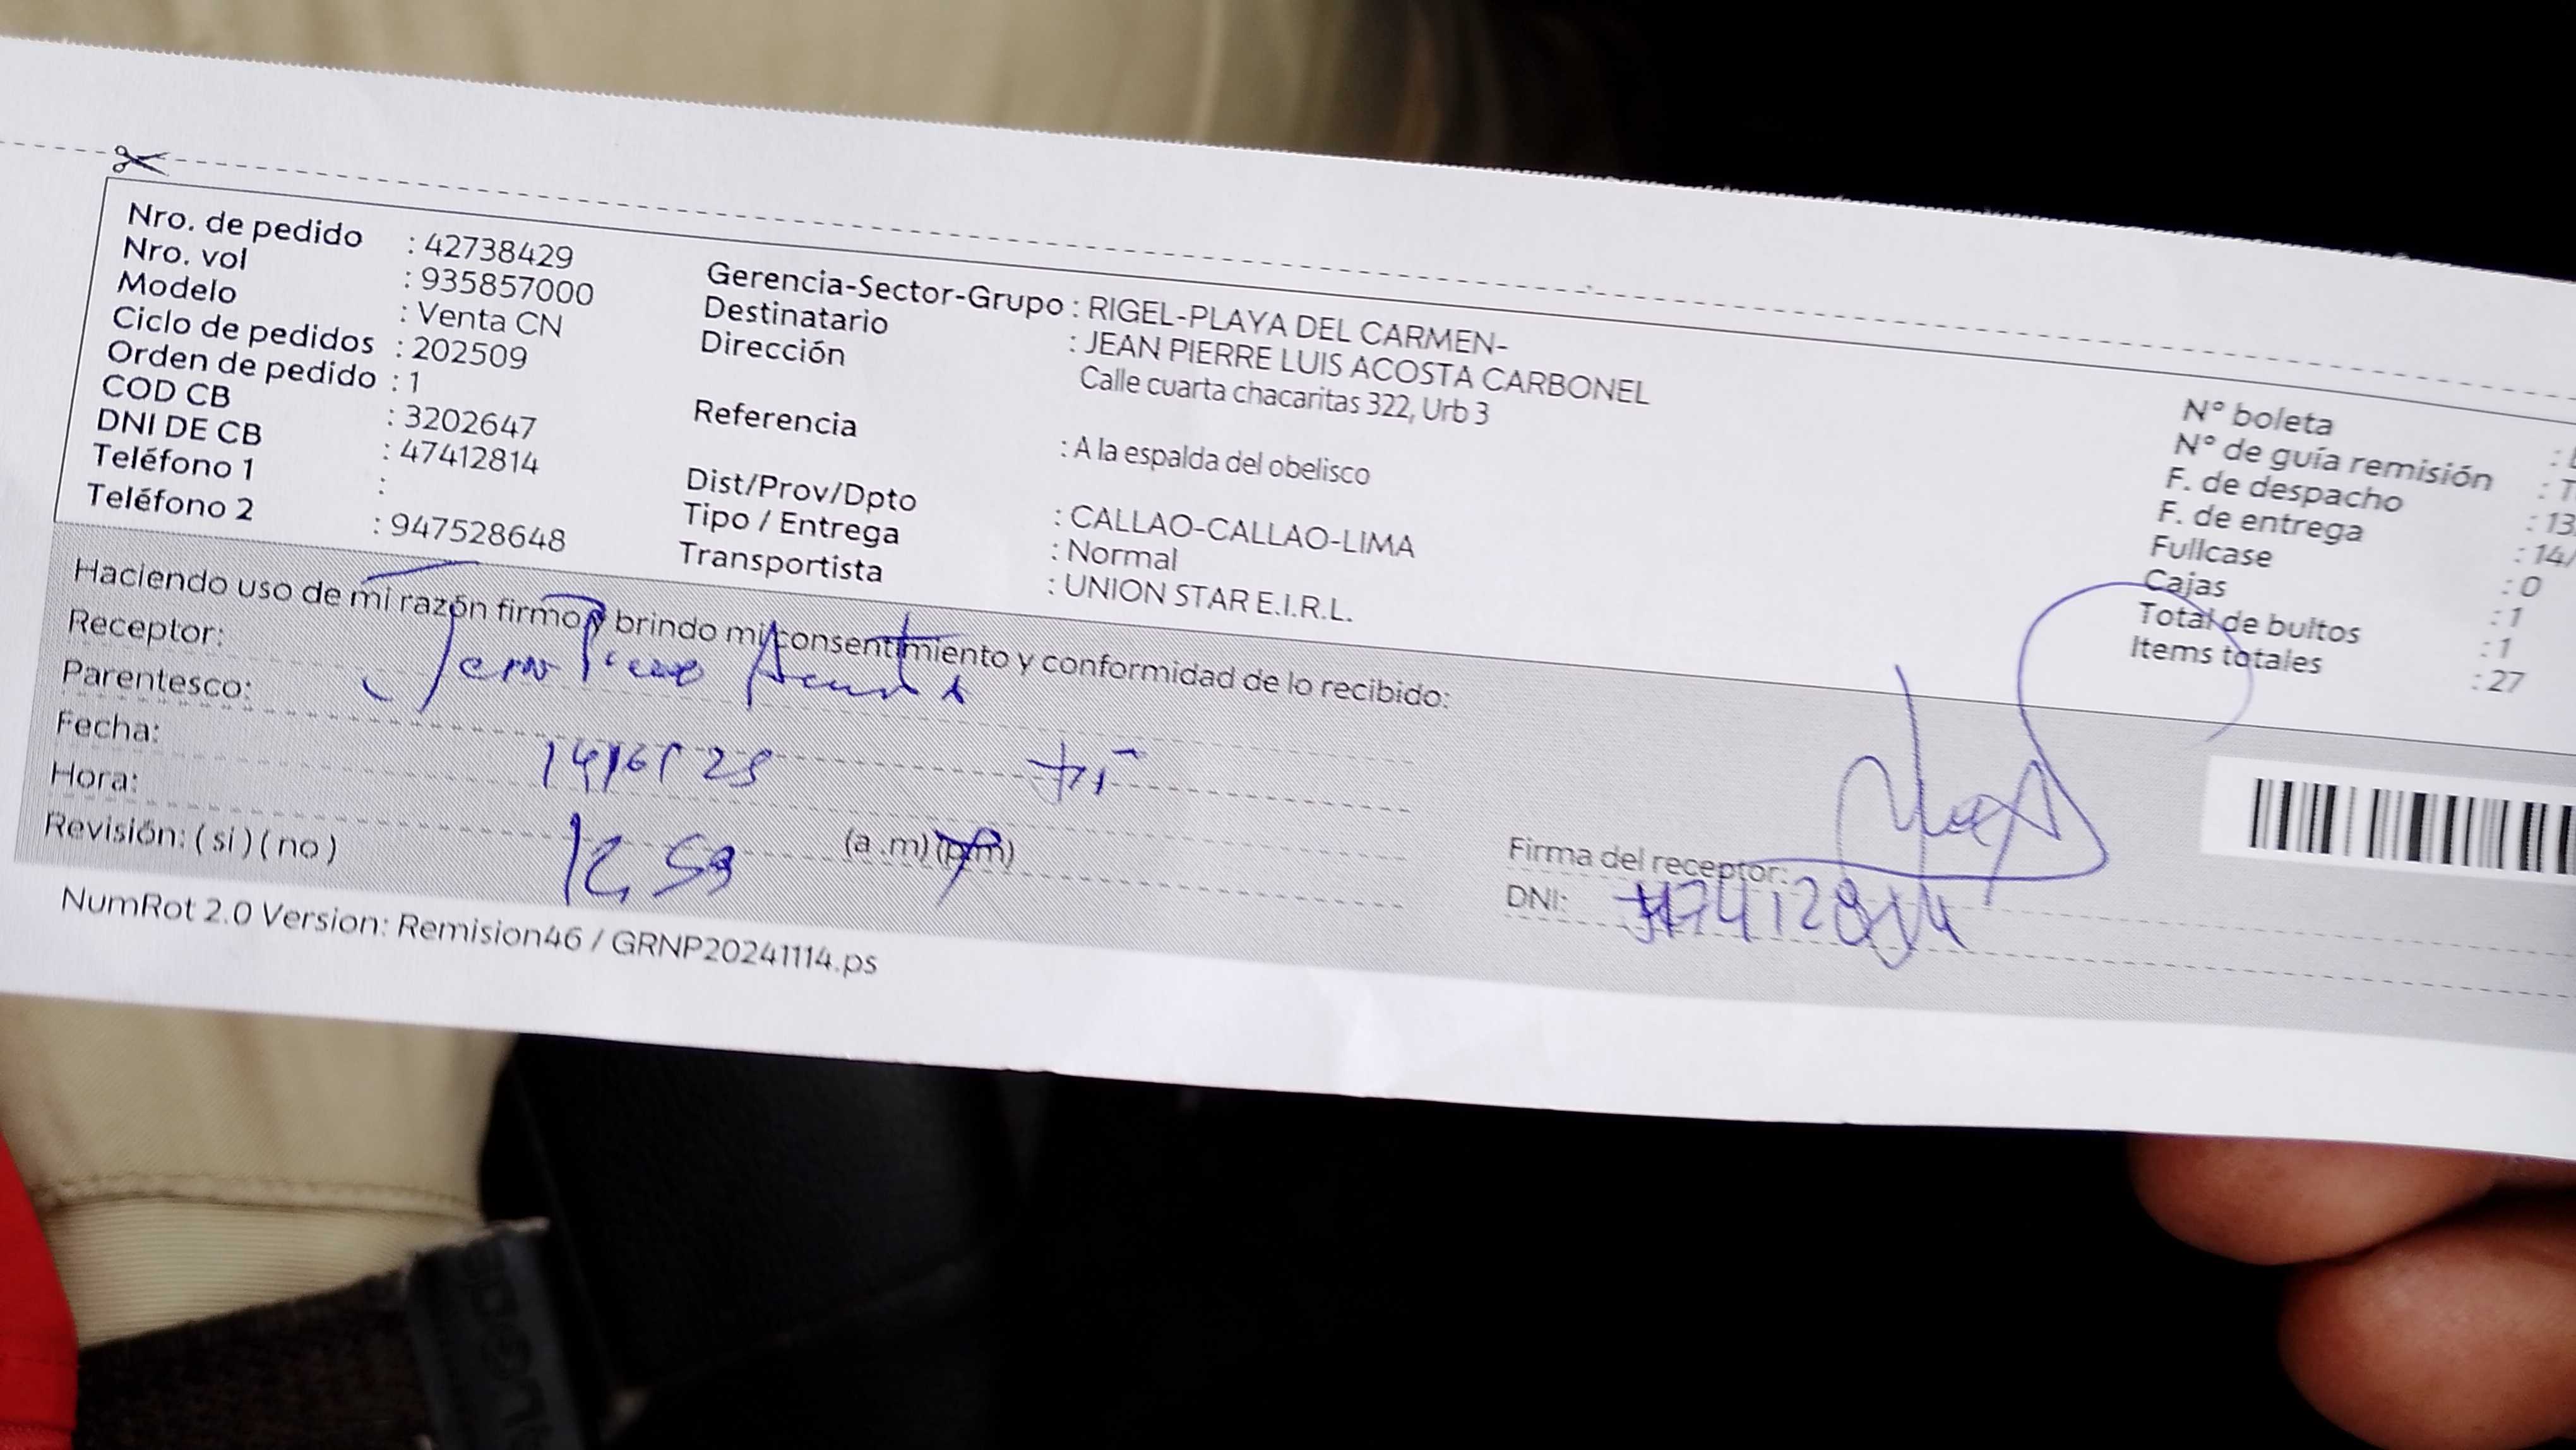 Nro. de pedido : 42738429
Nro. vol : 935857000
Modelo : Venta CN
Ciclo de pedidos : 202509
Orden de pedido : 1
COD CB : 3202647
DNI DE CB : 47412814
Teléfono 1 :
Teléfono 2 : 947528648
Gerencia-Sector-Grupo : RIGEL-PLAYA DEL CARMEN-
Destinatario : JEAN PIERRE LUIS ACOSTA CARBONEL
Dirección Calle cuarta chacaritas 322, Urb 3
Referencia : A la espalda del obelisco
Dist/Prov/Dpto : CALLAO-CALLAO-LIMA
Tipo / Entrega : Normal
Transportista : UNION STAR E.I.R.L.
N° boleta :
N° de guía remisión : T
F. de despacho : 13
F. de entrega : 14/
Fullcase : 0
Cajas : 1
Total de bultos : 1
Items totales : 27
Haciendo uso de mi razón firmo y brindo mi consentimiento y conformidad de lo recibido:
Receptor:
Parentesco:
Fecha:
Hora: (a.m) (p.m)
Revisión: ( si ) ( no )
Firma del receptor:
DNI: 47412814
NumRot 2.0 Version: Remision46 / GRNP20241114.ps